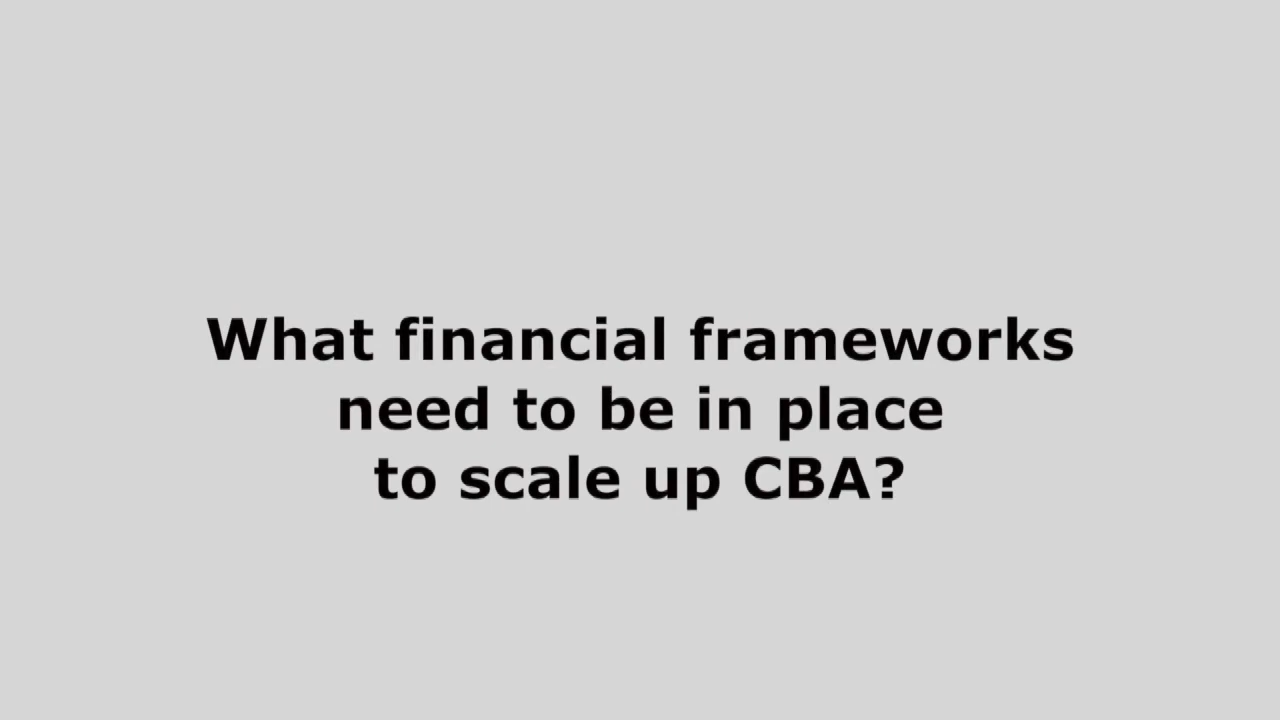 What financial frameworks
need to be in place
to scale up CBA?